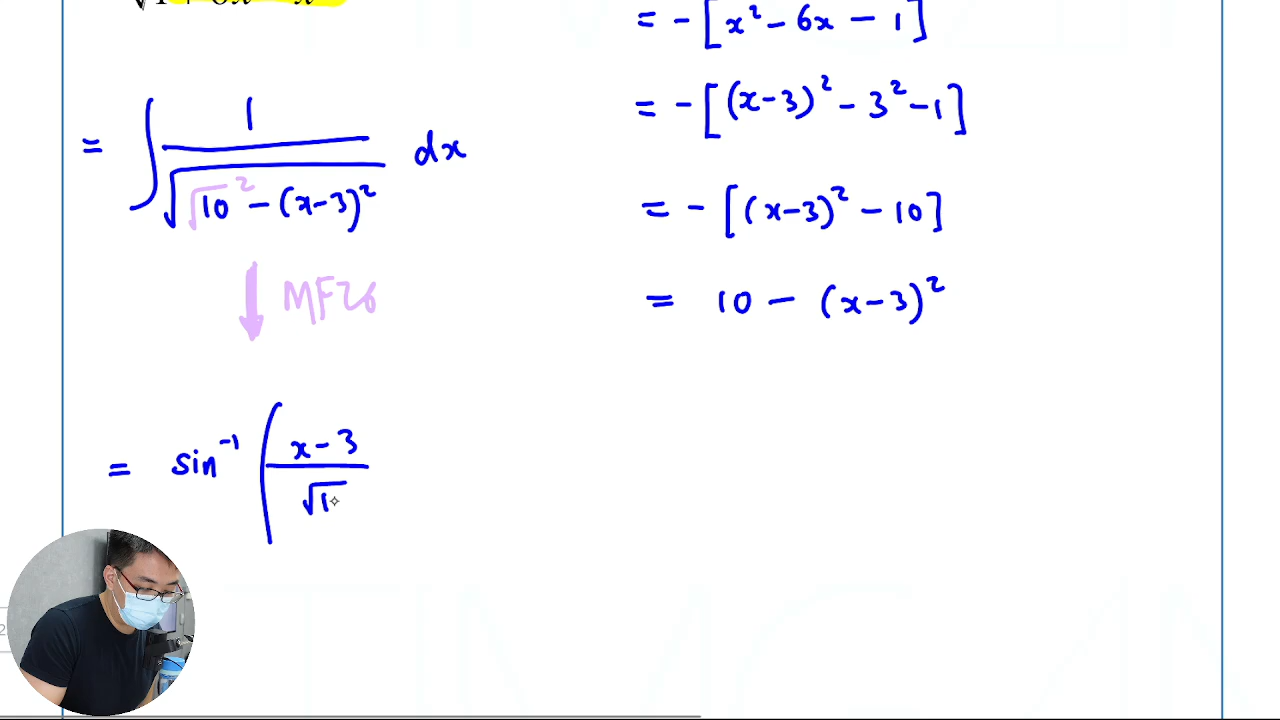 = -[x² - 6x - 1]
= -[(x-3)² - 3² - 1]
= ∫ 1/√(√10² - (x-3)²) dx
= -[(x-3)² - 10]
MF26
= 10 - (x-3)²
= sin⁻¹ ( x-3 / √1